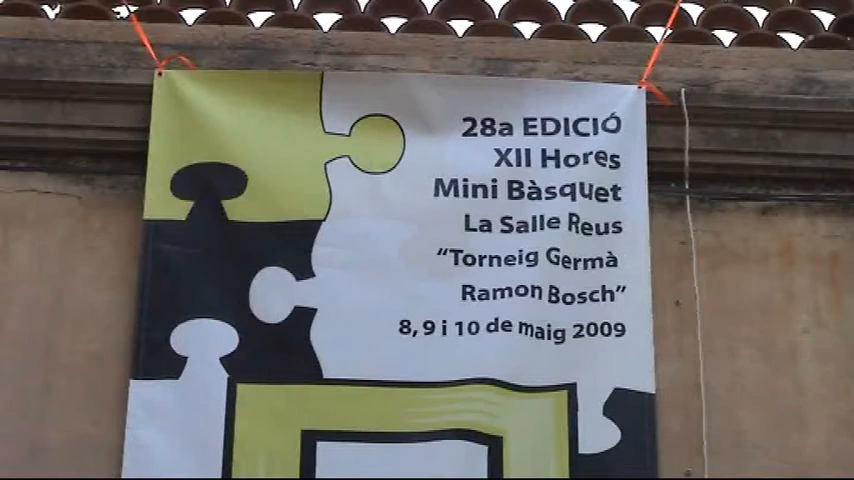 28a EDICIÓ
XII Hores
Mini Bàsquet
La Salle Reus
“Torneig Germà
Ramon Bosch”
8, 9 i 10 de maig 2009